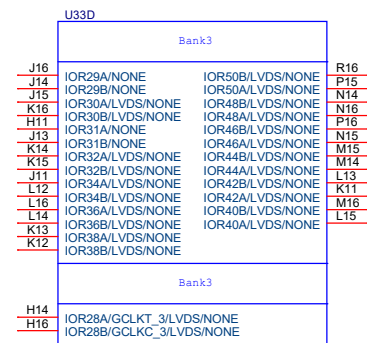 U33D
Bank3
J16 IOR29A/NONE IOR50B/LVDS/NONE R16
J14 IOR29B/NONE IOR50A/LVDS/NONE P15
J15 IOR30A/LVDS/NONE IOR48B/LVDS/NONE N14
K16 IOR30B/LVDS/NONE IOR48A/LVDS/NONE N16
H11 IOR31A/NONE IOR46B/LVDS/NONE P16
J13 IOR31B/NONE IOR46A/LVDS/NONE N15
K14 IOR32A/LVDS/NONE IOR44B/LVDS/NONE M15
K15 IOR32B/LVDS/NONE IOR44A/LVDS/NONE M14
J11 IOR34A/LVDS/NONE IOR42B/LVDS/NONE L13
L12 IOR34B/LVDS/NONE IOR42A/LVDS/NONE K11
L16 IOR36A/LVDS/NONE IOR40B/LVDS/NONE M16
L14 IOR36B/LVDS/NONE IOR40A/LVDS/NONE L15
K13 IOR38A/LVDS/NONE
K12 IOR38B/LVDS/NONE
Bank3
H14 IOR28A/GCLKT_3/LVDS/NONE
H16 IOR28B/GCLKC_3/LVDS/NONE